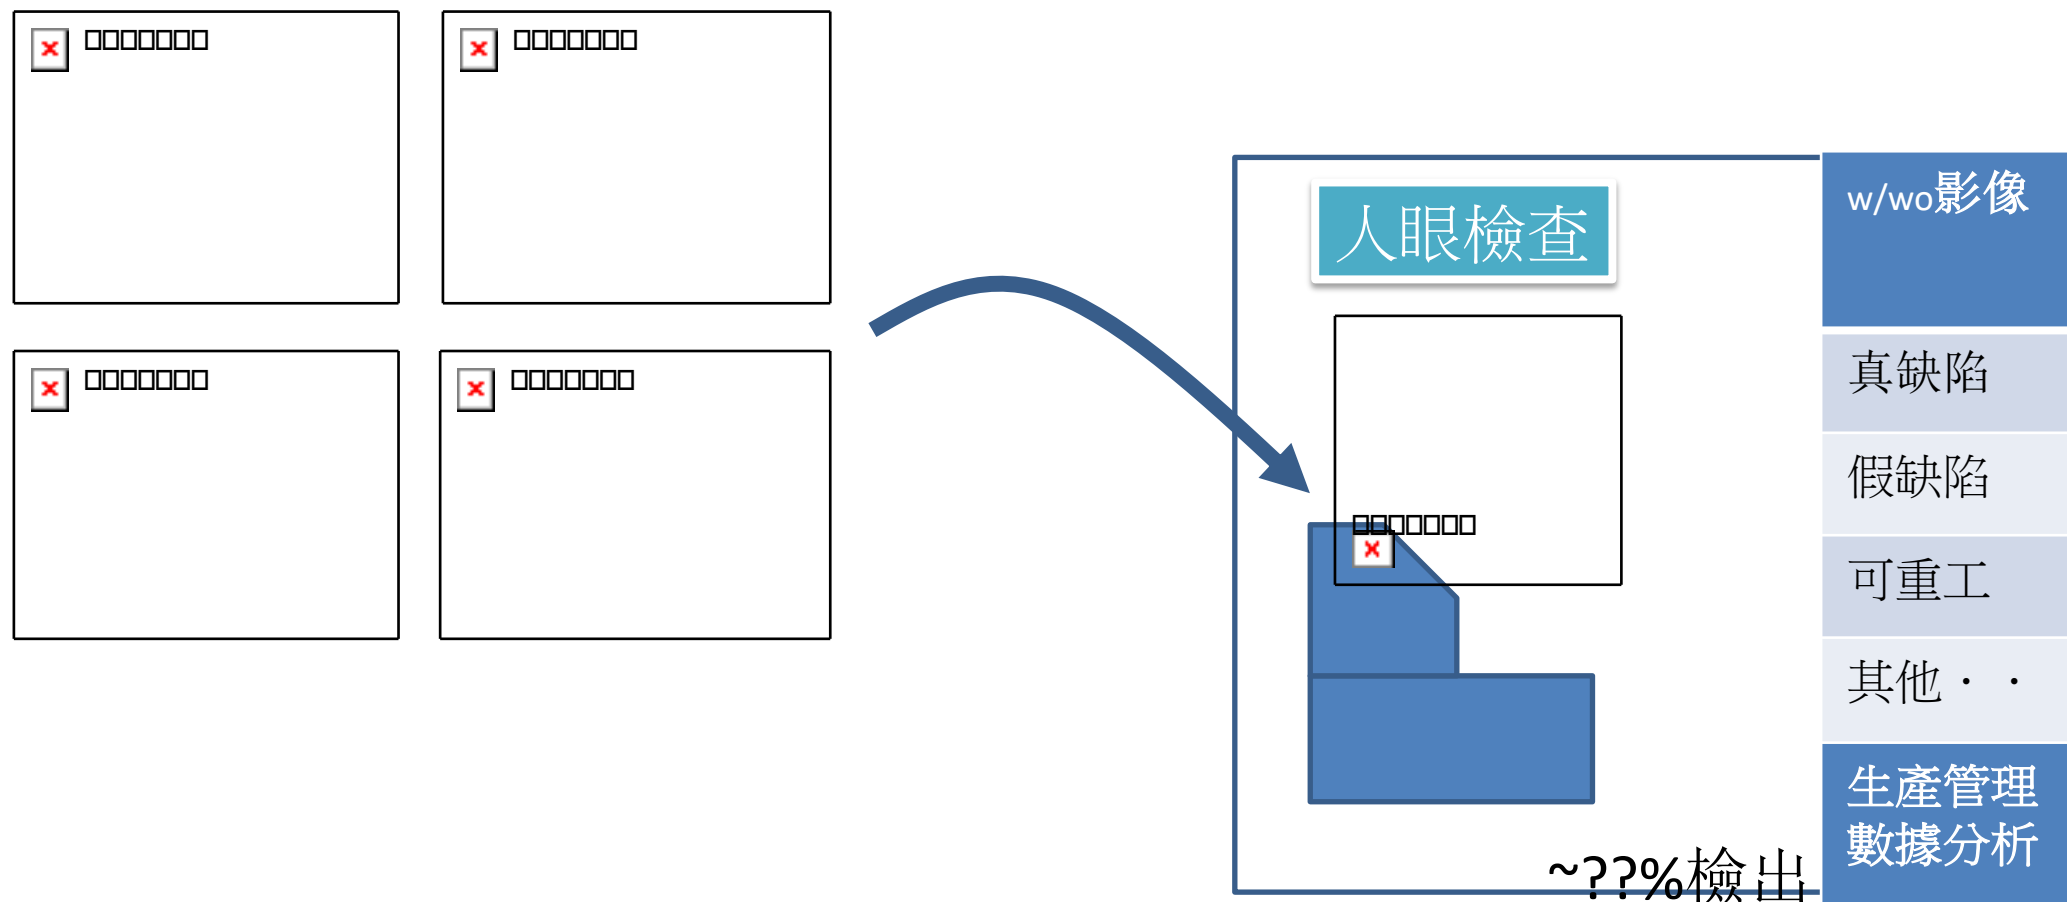 人眼檢查
w/wo影像
真缺陷
假缺陷
可重工
其他··
生產管理
數據分析
~??%檢出